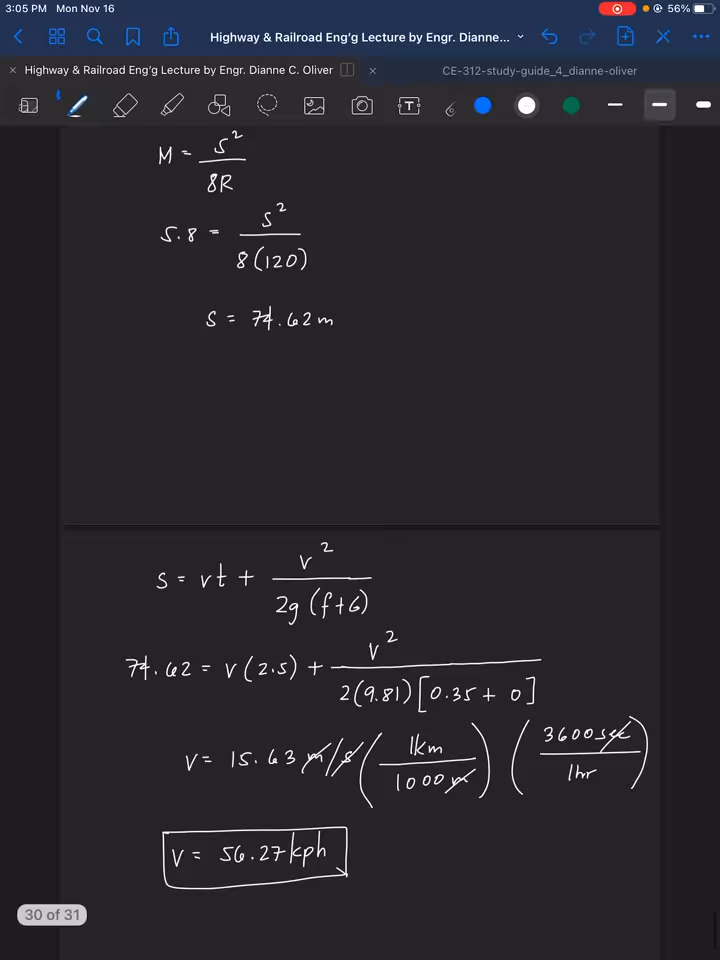 3:05 PM Mon Nov 16 56%
Highway & Railroad Eng'g Lecture by Engr. Dianne...
Highway & Railroad Eng'g Lecture by Engr. Dianne C. Oliver CE-312-study-guide_4_dianne-oliver
M = s²/8R
5.8 = s²/8(120)
s = 74.62 m
s = vt + v²/2g(f+G)
74.62 = v(2.5) + v²/2(9.81)[0.35 + 0]
v = 15.63 m/s (1km/1000m) (3600sec/1hr)
v = 56.27 kph
30 of 31